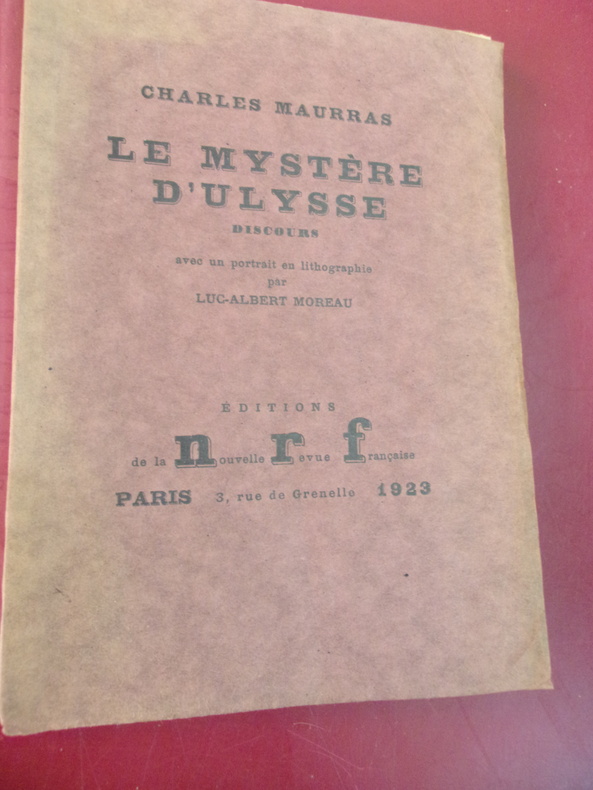 CHARLES MAURRAS
LE MYSTÈRE
D'ULYSSE
DISCOURS
avec un portrait en lithographie
par
LUC-ALBERT MOREAU
ÉDITIONS
de la nouvelle revue française
PARIS 3, rue de Grenelle 1923